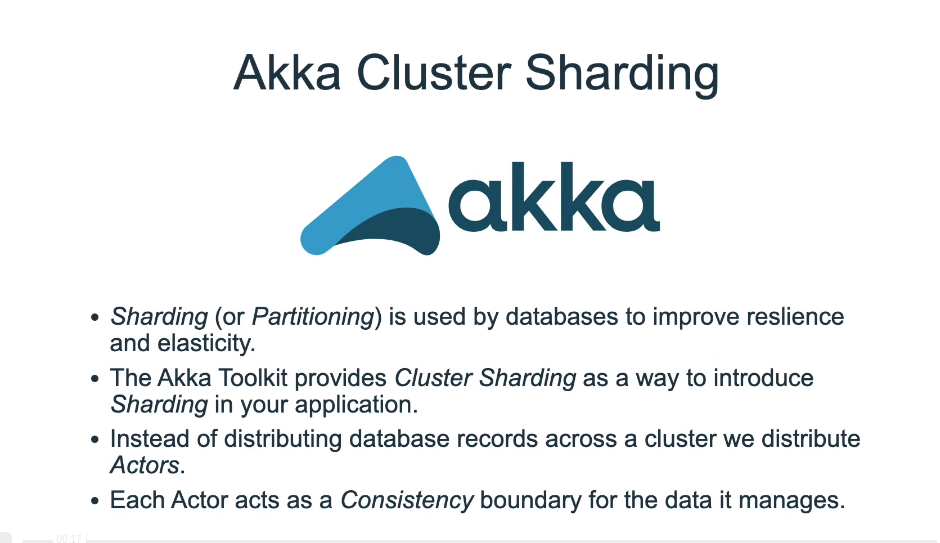 Akka Cluster Sharding
akka
• Sharding (or Partitioning) is used by databases to improve reslience
and elasticity.
• The Akka Toolkit provides Cluster Sharding as a way to introduce
Sharding in your application.
• Instead of distributing database records across a cluster we distribute
Actors.
• Each Actor acts as a Consistency boundary for the data it manages.
00:17